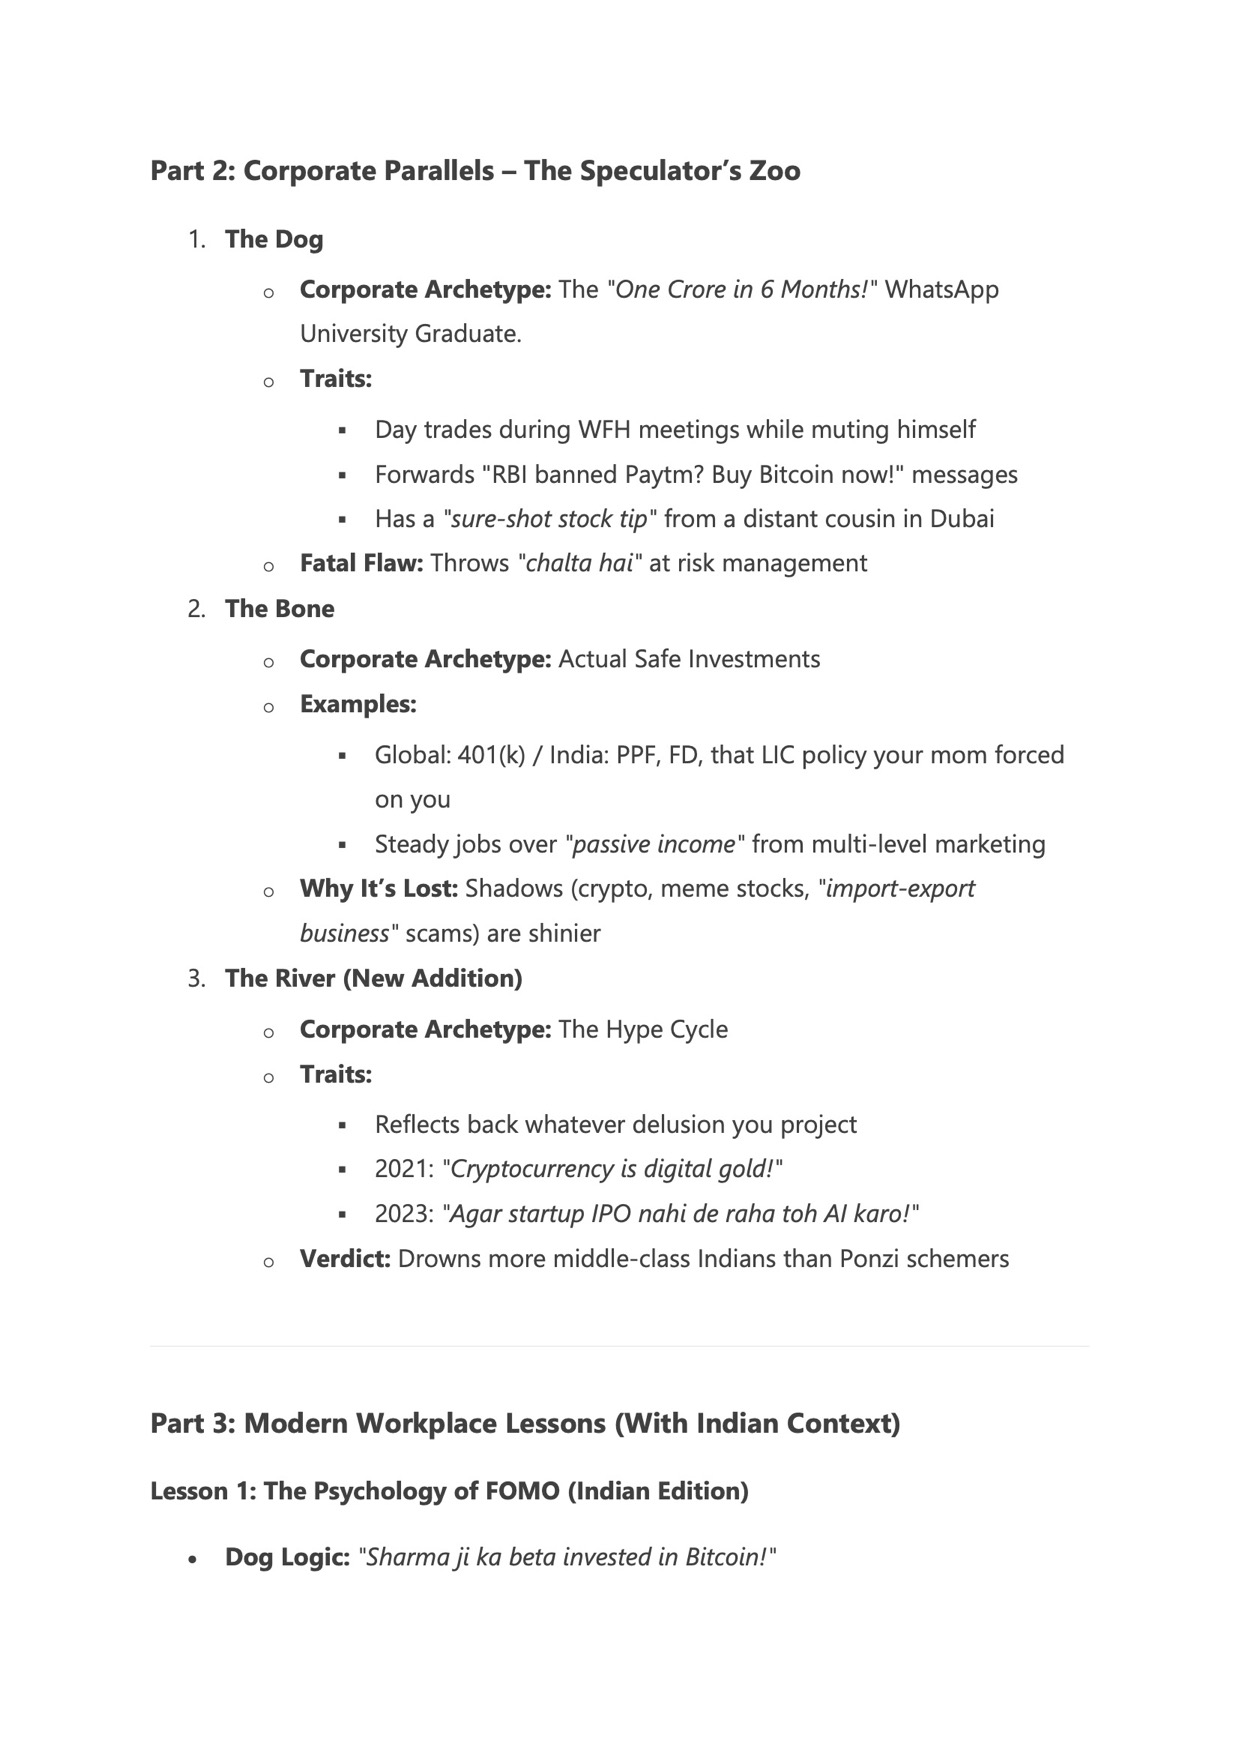 Part 2: Corporate Parallels – The Speculator’s Zoo
1. The Dog
o Corporate Archetype: The "One Crore in 6 Months!" WhatsApp
University Graduate.
o Traits:
▪ Day trades during WFH meetings while muting himself
▪ Forwards "RBI banned Paytm? Buy Bitcoin now!" messages
▪ Has a "sure-shot stock tip" from a distant cousin in Dubai
o Fatal Flaw: Throws "chalta hai" at risk management
2. The Bone
o Corporate Archetype: Actual Safe Investments
o Examples:
▪ Global: 401(k) / India: PPF, FD, that LIC policy your mom forced
on you
▪ Steady jobs over "passive income" from multi-level marketing
o Why It’s Lost: Shadows (crypto, meme stocks, "import-export
business" scams) are shinier
3. The River (New Addition)
o Corporate Archetype: The Hype Cycle
o Traits:
▪ Reflects back whatever delusion you project
▪ 2021: "Cryptocurrency is digital gold!"
▪ 2023: "Agar startup IPO nahi de raha toh AI karo!"
o Verdict: Drowns more middle-class Indians than Ponzi schemers
Part 3: Modern Workplace Lessons (With Indian Context)
Lesson 1: The Psychology of FOMO (Indian Edition)
• Dog Logic: "Sharma ji ka beta invested in Bitcoin!"